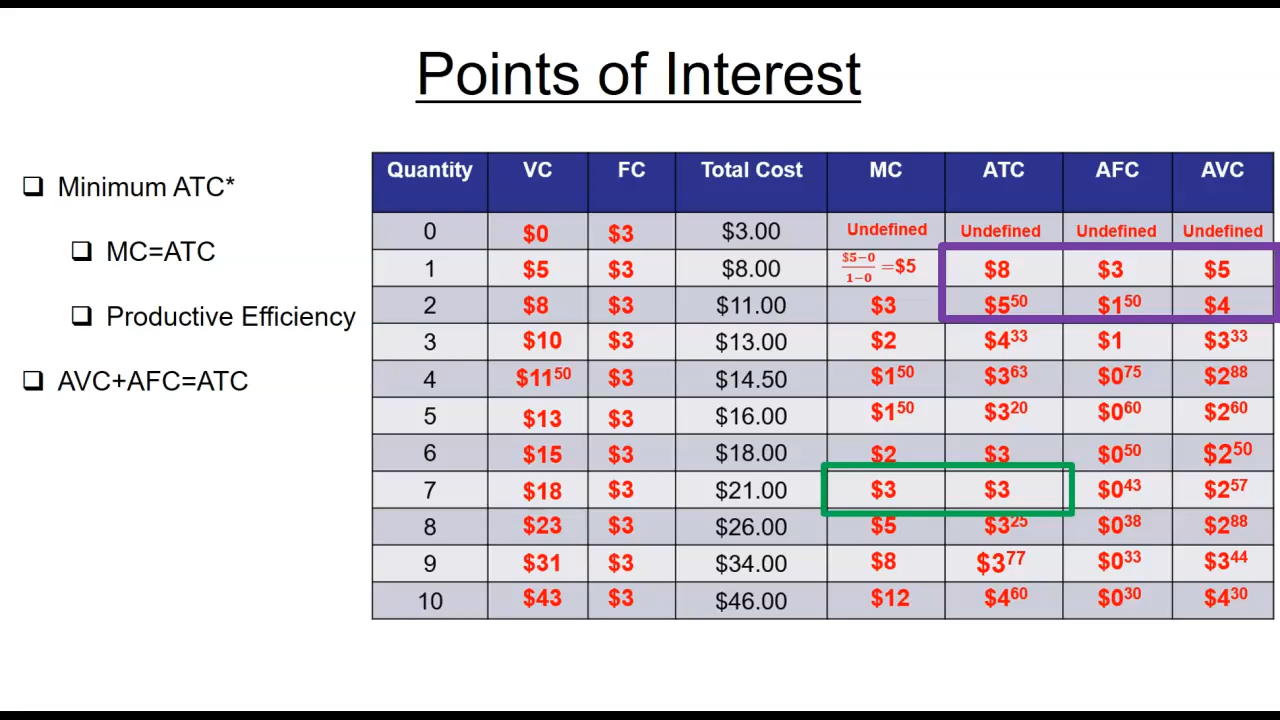 Points of Interest
❑ Minimum ATC*
❑ MC=ATC
❑ Productive Efficiency
❑ AVC+AFC=ATC
Quantity VC FC Total Cost MC ATC AFC AVC
0 $0 $3 $3.00 Undefined Undefined Undefined Undefined
1 $5 $3 $8.00 $5−0/1−0 =$5 $8 $3 $5
2 $8 $3 $11.00 $3 $5⁵⁰ $1⁵⁰ $4
3 $10 $3 $13.00 $2 $4³³ $1 $3³³
4 $11⁵⁰ $3 $14.50 $1⁵⁰ $3⁶³ $0⁷⁵ $2⁸⁸
5 $13 $3 $16.00 $1⁵⁰ $3²⁰ $0⁶⁰ $2⁶⁰
6 $15 $3 $18.00 $2 $3 $0⁵⁰ $2⁵⁰
7 $18 $3 $21.00 $3 $3 $0⁴³ $2⁵⁷
8 $23 $3 $26.00 $5 $3²⁵ $0³⁸ $2⁸⁸
9 $31 $3 $34.00 $8 $3⁷⁷ $0³³ $3⁴⁴
10 $43 $3 $46.00 $12 $4⁶⁰ $0³⁰ $4³⁰